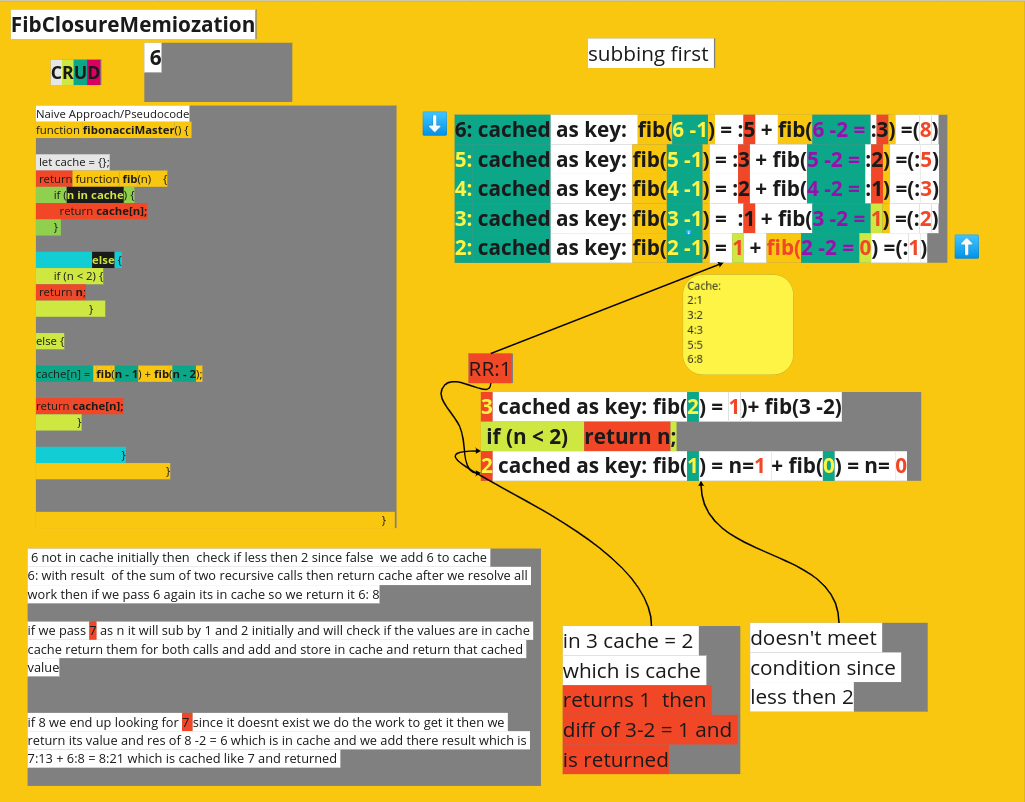 FibClosureMemiozation
CRUD
6
subbing first
Naive Approach/Pseudocode
function fibonacciMaster() {
let cache = {};
return function fib(n) {
if (n in cache) {
return cache[n];
}
else {
if (n < 2) {
return n;
}
else {
cache[n] = fib(n - 1) + fib(n - 2);
return cache[n];
}
}
}
}
6: cached as key: fib(6 -1) = :5 + fib(6 -2 = :3) =(8)
5: cached as key: fib(5 -1) = :3 + fib(5 -2 = :2) =(:5)
4: cached as key: fib(4 -1) = :2 + fib(4 -2 = :1) =(:3)
3: cached as key: fib(3 -1) = :1 + fib(3 -2 = 1) =(:2)
2: cached as key: fib(2 -1) = 1 + fib(2 -2 = 0) =(:1)
Cache:
2:1
3:2
4:3
5:5
6:8
RR:1
3 cached as key: fib(2) = 1)+ fib(3 -2)
if (n < 2) return n;
2 cached as key: fib(1) = n=1 + fib(0) = n= 0
6 not in cache initially then check if less then 2 since false we add 6 to cache
6: with result of the sum of two recursive calls then return cache after we resolve all
work then if we pass 6 again its in cache so we return it 6: 8
if we pass 7 as n it will sub by 1 and 2 initially and will check if the values are in cache
cache return them for both calls and add and store in cache and return that cached
value
if 8 we end up looking for 7 since it doesnt exist we do the work to get it then we
return its value and res of 8 -2 = 6 which is in cache and we add there result which is
7:13 + 6:8 = 8:21 which is cached like 7 and returned
in 3 cache = 2
which is cache
returns 1 then
diff of 3-2 = 1 and
is returned
doesn't meet
condition since
less then 2